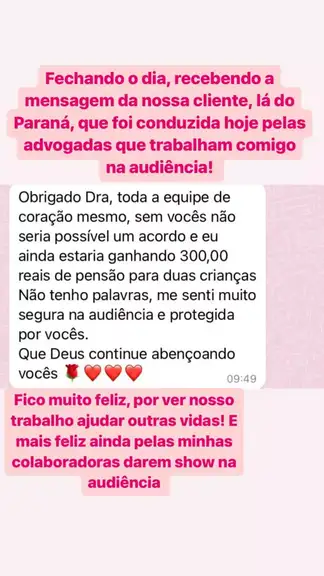 Fechando o dia, recebendo a
mensagem da nossa cliente, lá do
Paraná, que foi conduzida hoje pelas
advogadas que trabalham comigo
na audiência!
Obrigado Dra, toda a equipe de
coração mesmo, sem vocês não
seria possível um acordo e eu
ainda estaria ganhando 300,00
reais de pensão para duas crianças
Não tenho palavras, me senti muito
segura na audiência e protegida
por vocês.
Que Deus continue abençoando
vocês 🌹❤️❤️❤️
09:49
Fico muito feliz, por ver nosso
trabalho ajudar outras vidas! E
mais feliz ainda pelas minhas
colaboradoras darem show na
audiência